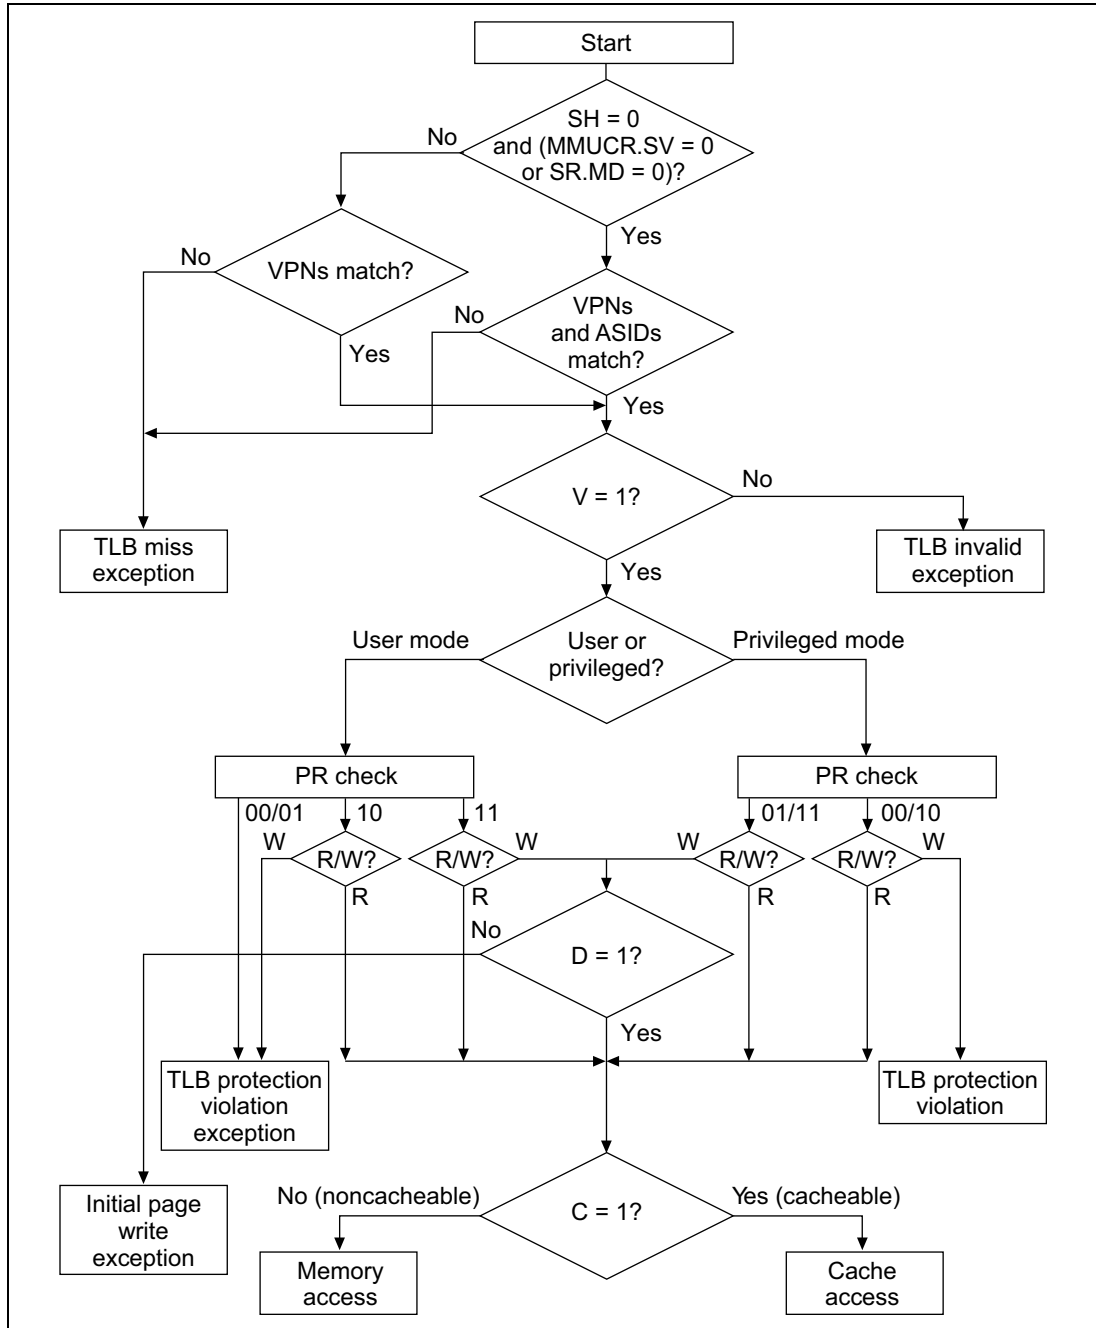 Start
SH = 0
and (MMUCR.SV = 0
or SR.MD = 0)?
No
Yes
VPNs match?
No
Yes
VPNs
and ASIDs
match?
No
Yes
V = 1?
No
Yes
TLB miss
exception
TLB invalid
exception
User mode
User or
privileged?
Privileged mode
PR check
PR check
00/01
10
11
01/11
00/10
W
R/W?
R
R/W?
W
R
W
R/W?
R
R/W?
W
R
No
D = 1?
Yes
TLB protection
violation
exception
TLB protection
violation
Initial page
write
exception
No (noncacheable)
C = 1?
Yes (cacheable)
Memory
access
Cache
access